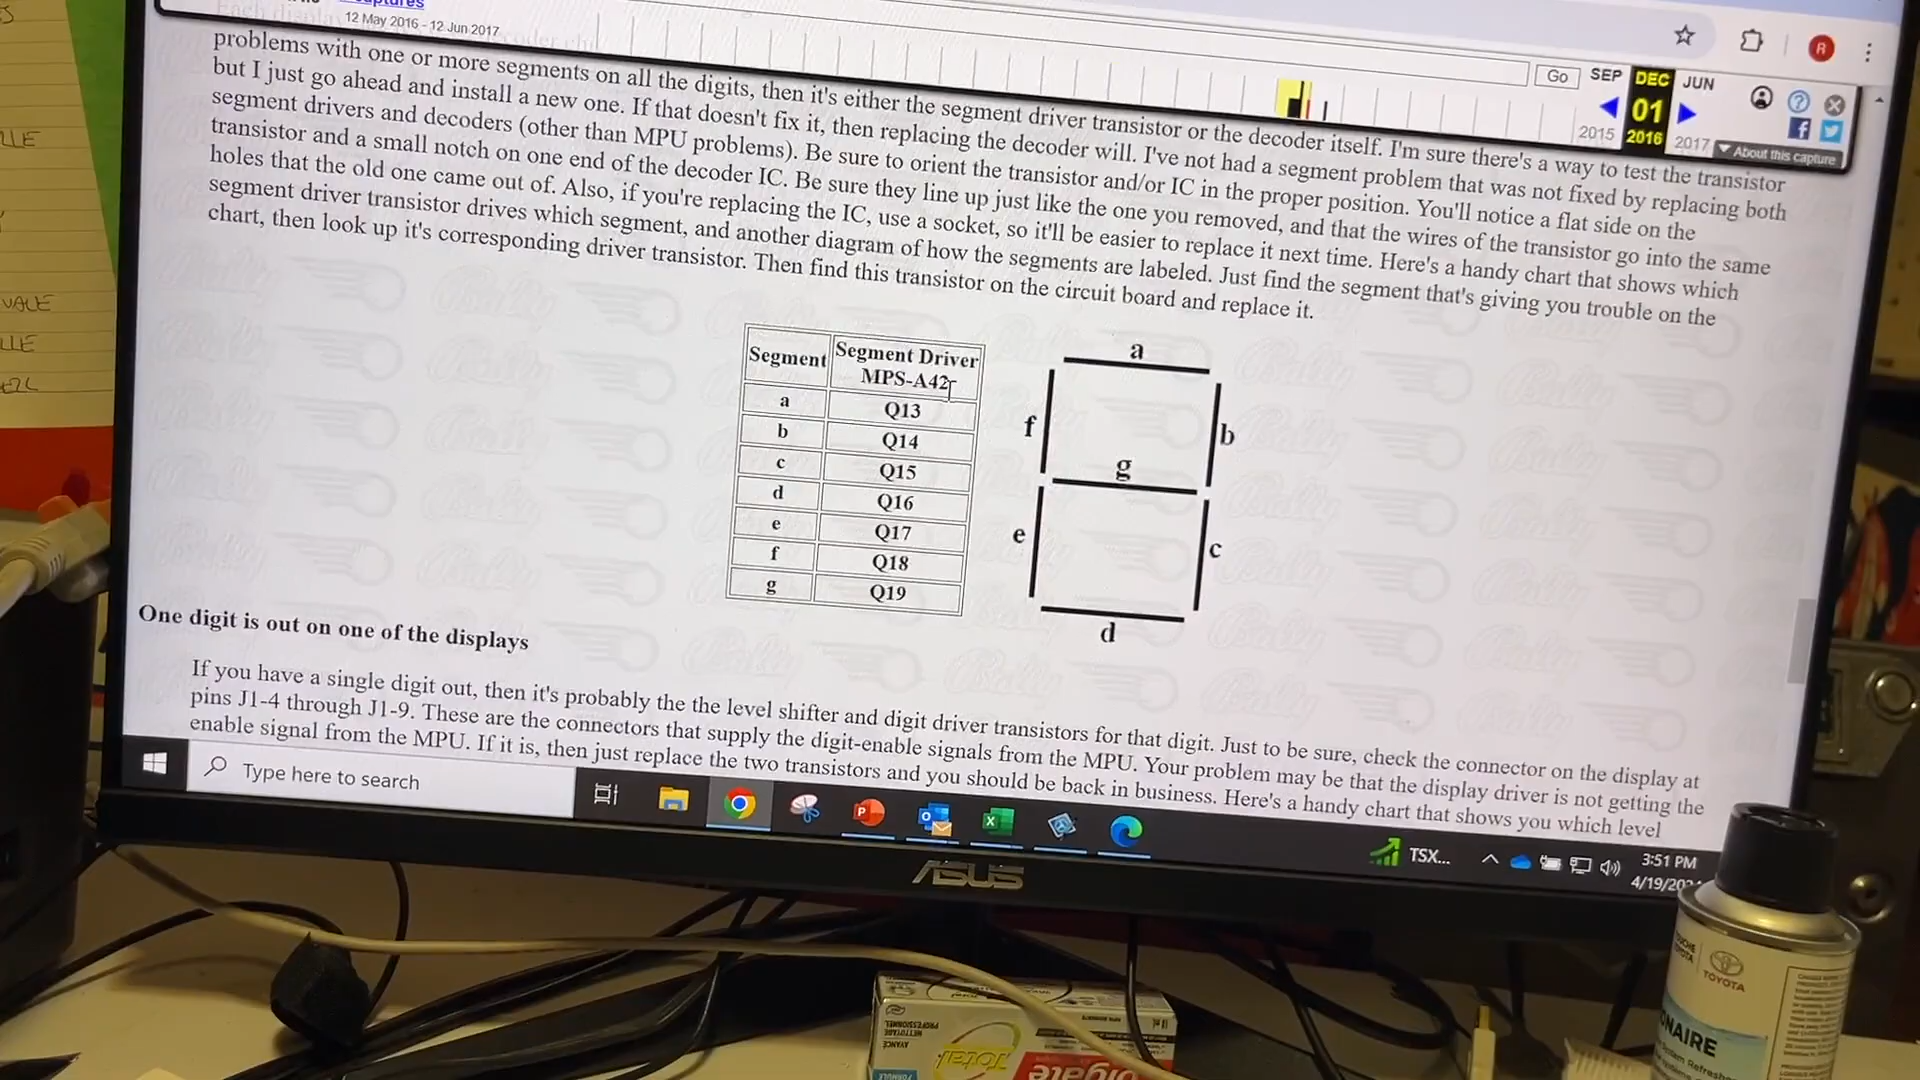 12 May 2016 - 12 Jun 2017
Go
SEP
DEC
JUN
01
2015
2016
2017
About this capture
R
problems with one or more segments on all the digits, then it's either the segment driver transistor or the decoder itself. I'm sure there's a way to test the transistor
but I just go ahead and install a new one. If that doesn't fix it, then replacing the decoder will. I've not had a segment problem that was not fixed by replacing both
segment drivers and decoders (other than MPU problems). Be sure to orient the transistor and/or IC in the proper position. You'll notice a flat side on the
transistor and a small notch on one end of the decoder IC. Be sure they line up just like the one you removed, and that the wires of the transistor go into the same
holes that the old one came out of. Also, if you're replacing the IC, use a socket, so it'll be easier to replace it next time. Here's a handy chart that shows which
segment driver transistor drives which segment, and another diagram of how the segments are labeled. Just find the segment that's giving you trouble on the
chart, then look up it's corresponding driver transistor. Then find this transistor on the circuit board and replace it.
Segment
Segment Driver
MPS-A42
a
Q13
b
Q14
c
Q15
d
Q16
e
Q17
f
Q18
g
Q19
a
f
b
g
e
c
d
One digit is out on one of the displays
If you have a single digit out, then it's probably the the level shifter and digit driver transistors for that digit. Just to be sure, check the connector on the display at
pins J1-4 through J1-9. These are the connectors that supply the digit-enable signals from the MPU. Your problem may be that the display driver is not getting the
enable signal from the MPU. If it is, then just replace the two transistors and you should be back in business. Here's a handy chart that shows you which level
Type here to search
TSX...
3:51 PM
4/19/202
ASUS
TOYOTA
Total
Colgate